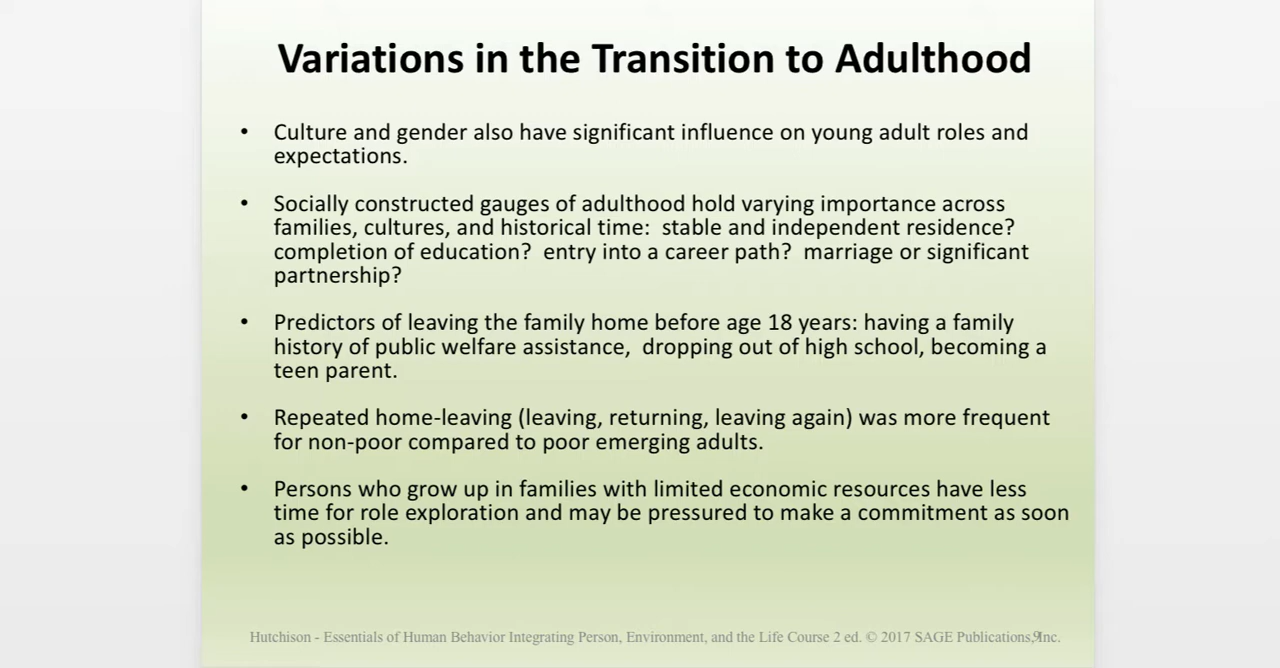 Variations in the Transition to Adulthood
• Culture and gender also have significant influence on young adult roles and
expectations.
• Socially constructed gauges of adulthood hold varying importance across
families, cultures, and historical time:  stable and independent residence?
completion of education?  entry into a career path?  marriage or significant
partnership?
• Predictors of leaving the family home before age 18 years: having a family
history of public welfare assistance,  dropping out of high school, becoming a
teen parent.
• Repeated home-leaving (leaving, returning, leaving again) was more frequent
for non-poor compared to poor emerging adults.
• Persons who grow up in families with limited economic resources have less
time for role exploration and may be pressured to make a commitment as soon
as possible.
Hutchison - Essentials of Human Behavior Integrating Person, Environment, and the Life Course 2 ed. © 2017 SAGE Publications, Inc.
9